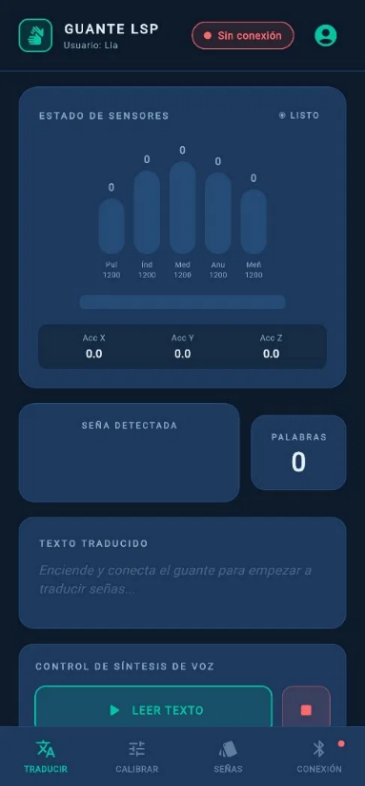 GUANTE LSP
Usuario: Lia
Sin conexión
ESTADO DE SENSORES
LISTO
0 0 0 0 0
Pul Índ Med Anu Meñ
1200 1200 1200 1200 1200
Acc X Acc Y Acc Z
0.0 0.0 0.0
SEÑA DETECTADA
PALABRAS
0
TEXTO TRADUCIDO
Enciende y conecta el guante para empezar a
traducir señas...
CONTROL DE SÍNTESIS DE VOZ
LEER TEXTO
TRADUCIR CALIBRAR SEÑAS CONEXIÓN